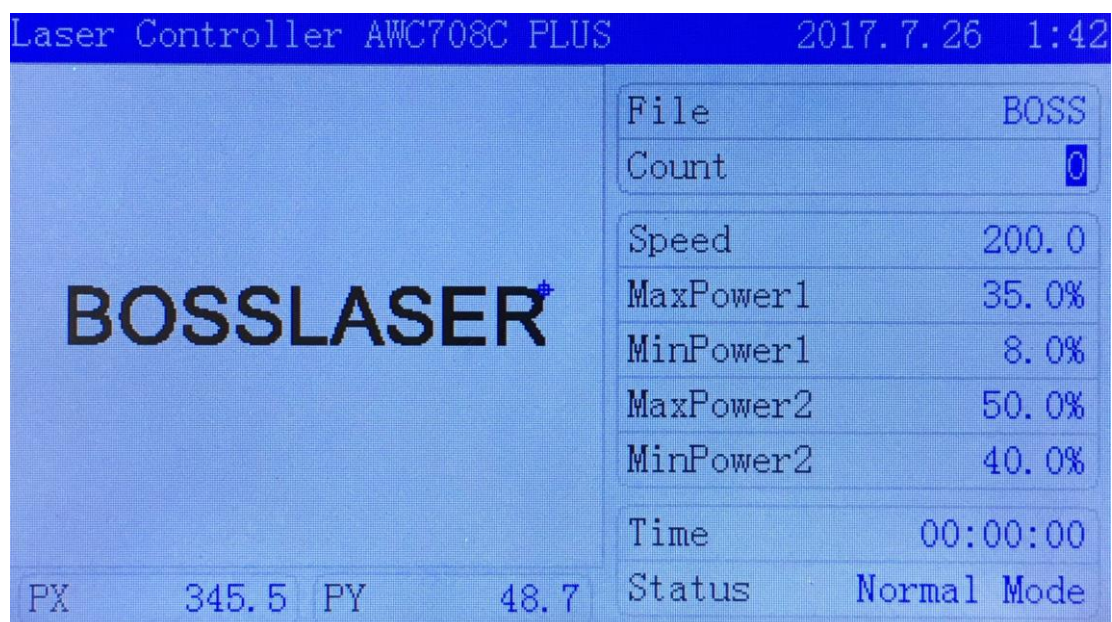 Laser Controller AWC708C PLUS 2017.7.26 1:42
File BOSS
Count 0
Speed 200.0
MaxPower1 35.0%
BOSSLASER
MinPower1 8.0%
MaxPower2 50.0%
MinPower2 40.0%
Time 00:00:00
PX 345.5 PY 48.7
Status Normal Mode